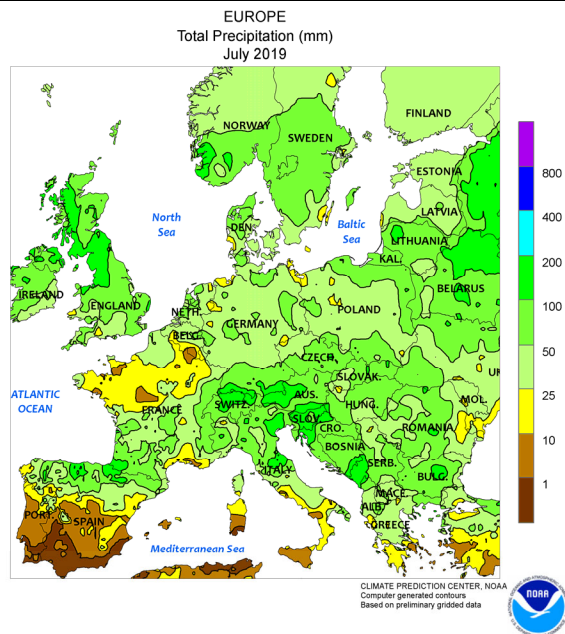 EUROPE
Total Precipitation (mm)
July 2019
NORWAY
FINLAND
SWEDEN
ESTONIA
North
Sea
Baltic
Sea
LATVIA
DEN.
LITHUANIA
KAL.
BELARUS
IRELAND
ENGLAND
NETH.
POLAND
GERMANY
BELG.
CZECH.
SLOVAK.
UK
ATLANTIC
OCEAN
FRANCE
SWITZ.
AUS.
HUNG.
MOL.
SLOV.
CRO.
ROMANIA
BOSNIA
SERB.
ITALY
BULG.
MACE.
ALB.
GREECE
PORT.
SPAIN
Mediterranean Sea
800
400
200
100
50
25
10
1
CLIMATE PREDICTION CENTER, NOAA
Computer generated contours
Based on preliminary gridded data
NOAA